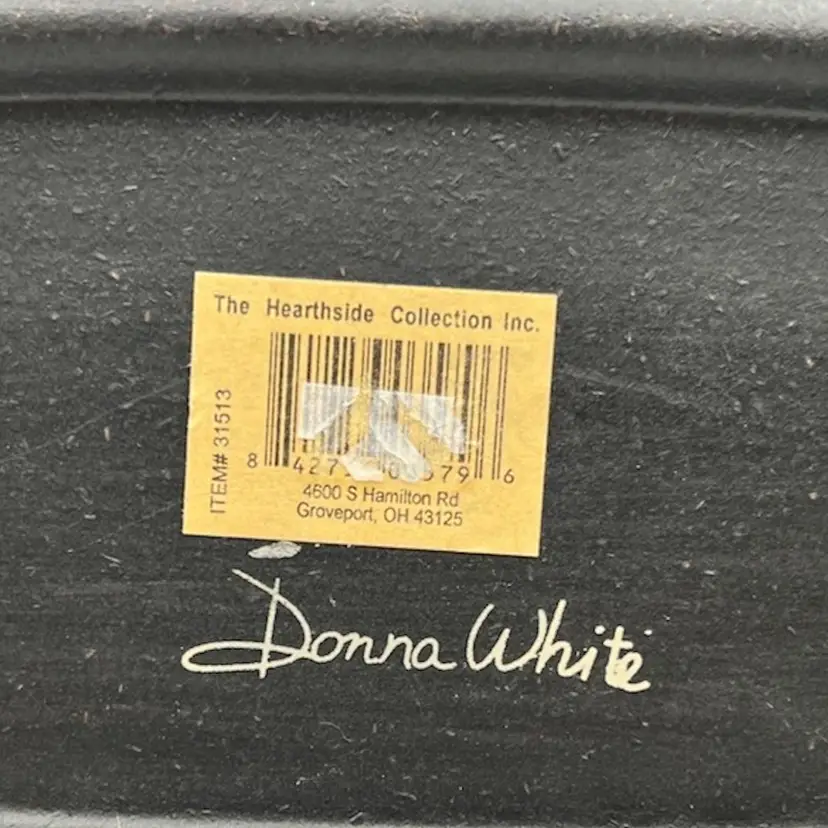 The Hearthside Collection Inc.
ITEM# 31513
4600 S Hamilton Rd
Groveport, OH 43125
Donna White